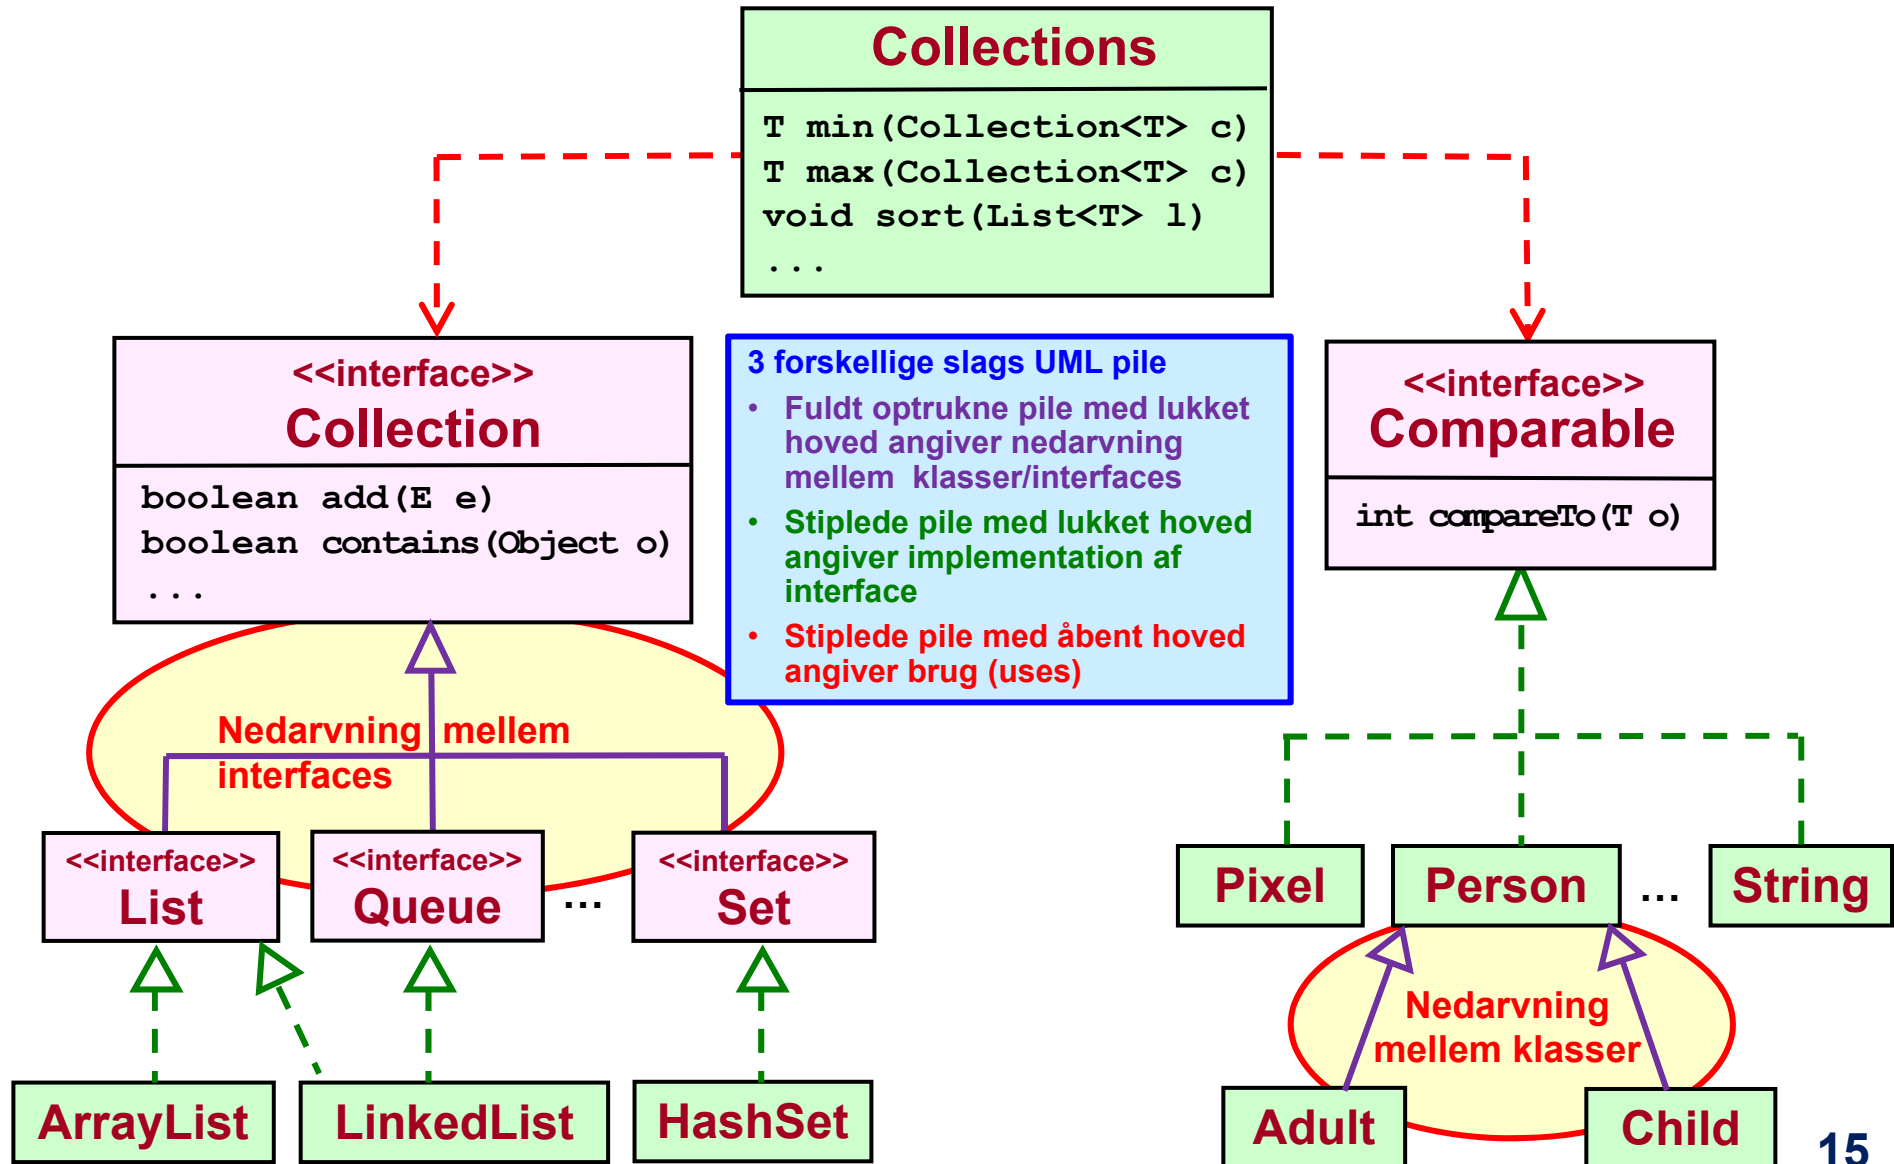 Collections
T min(Collection<T> c)
T max(Collection<T> c)
void sort(List<T> l)
...
<<interface>>
Collection
boolean add(E e)
boolean contains(Object o)
...
3 forskellige slags UML pile
• Fuldt optrukne pile med lukket
hoved angiver nedarvning
mellem klasser/interfaces
• Stiplede pile med lukket hoved
angiver implementation af
interface
• Stiplede pile med åbent hoved
angiver brug (uses)
<<interface>>
Comparable
int compareTo(T o)
Nedarvning mellem
interfaces
<<interface>>
List
<<interface>>
Queue
...
<<interface>>
Set
Pixel
Person
...
String
Nedarvning
mellem klasser
ArrayList
LinkedList
HashSet
Adult
Child
15